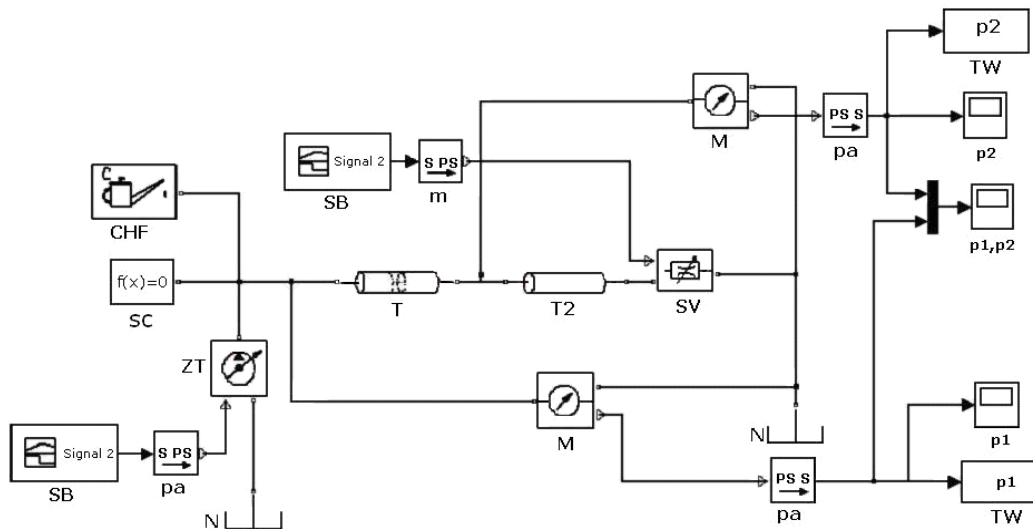 p2
TW
PS S
pa
p2
M
Signal 2
SB
S PS
m
C
CHF
p1,p2
f(x)=0
SC
T
T2
SV
ZT
M
N
p1
Signal 2
SB
S PS
pa
PS S
pa
p1
TW
N